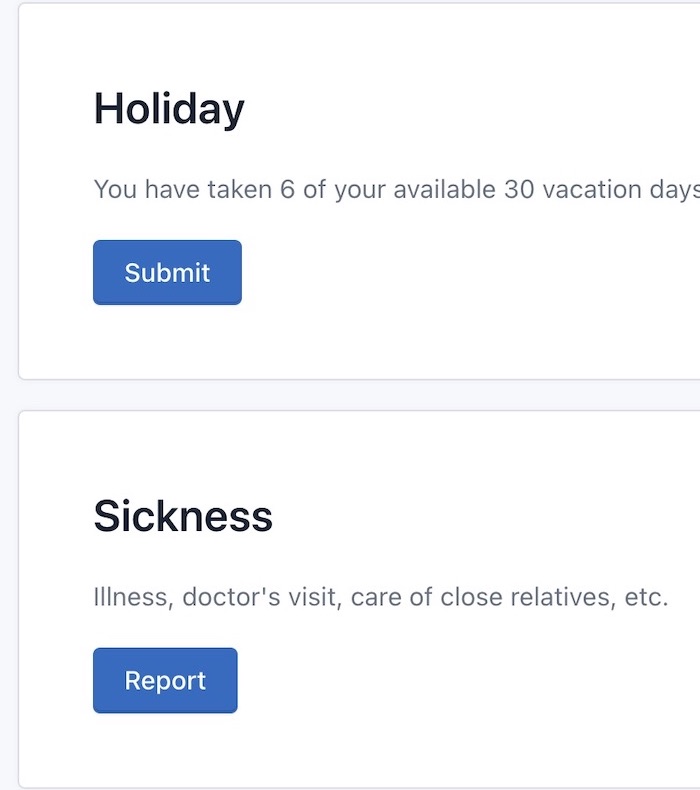 Holiday
You have taken 6 of your available 30 vacation days
Submit
Sickness
Illness, doctor's visit, care of close relatives, etc.
Report